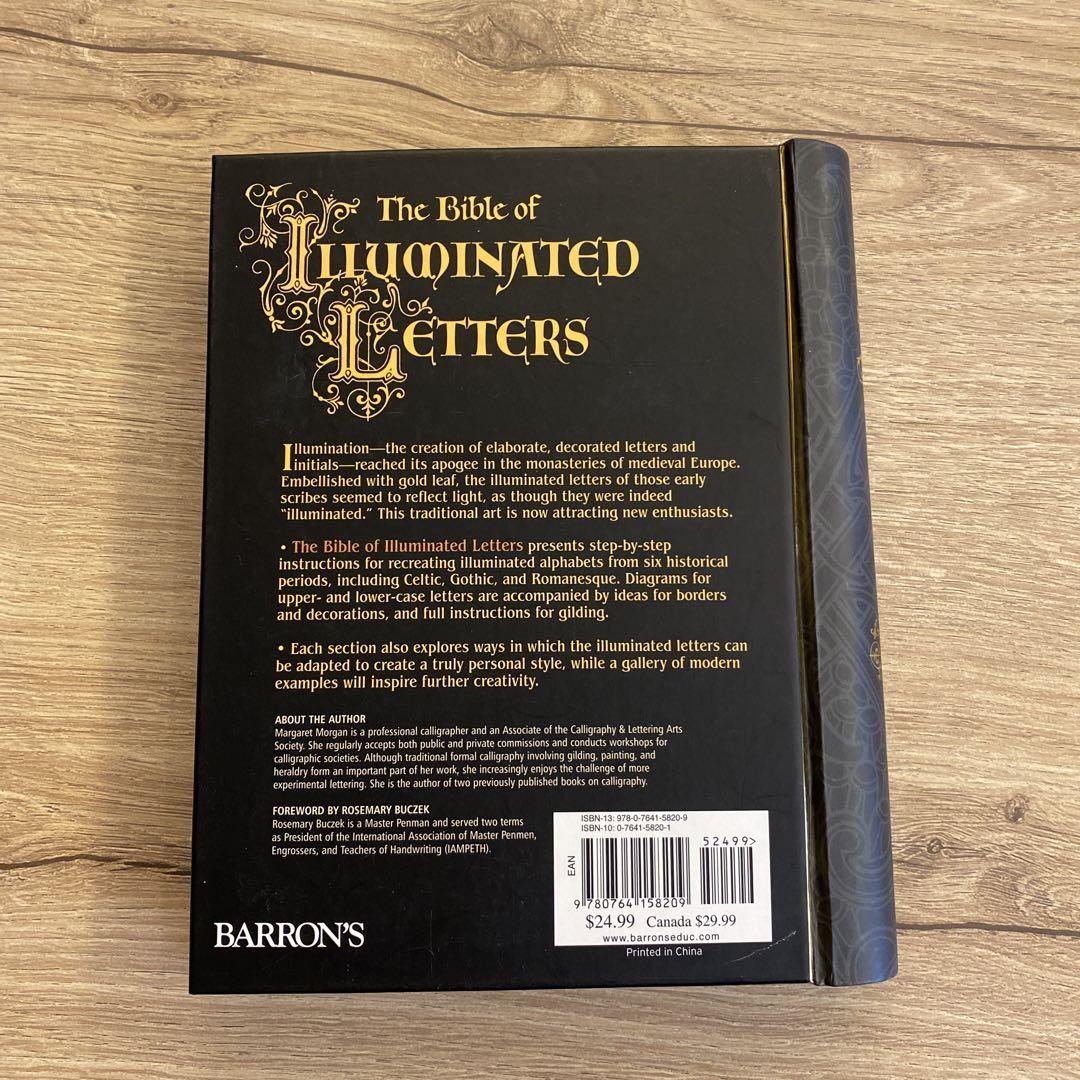 The Bible of
ILLUMINATED
LETTERS
Illumination—the creation of elaborate, decorated letters and
initials—reached its apogee in the monasteries of medieval Europe.
Embellished with gold leaf, the illuminated letters of those early
scribes seemed to reflect light, as though they were indeed
“illuminated.” This traditional art is now attracting new enthusiasts.
• The Bible of Illuminated Letters presents step-by-step
instructions for recreating illuminated alphabets from six historical
periods, including Celtic, Gothic, and Romanesque. Diagrams for
upper- and lower-case letters are accompanied by ideas for borders
and decorations, and full instructions for gilding.
• Each section also explores ways in which the illuminated letters can
be adapted to create a truly personal style, while a gallery of modern
examples will inspire further creativity.
ABOUT THE AUTHOR
Margaret Morgan is a professional calligrapher and an Associate of the Calligraphy & Lettering Arts
Society. She regularly accepts both public and private commissions and conducts workshops for
calligraphic societies. Although traditional formal calligraphy involving gilding, painting, and
heraldry form an important part of her work, she increasingly enjoys the challenge of more
experimental lettering. She is the author of two previously published books on calligraphy.
FOREWORD BY ROSEMARY BUCZEK
Rosemary Buczek is a Master Penman and served two terms
as President of the International Association of Master Penmen,
Engrossers, and Teachers of Handwriting (IAMPETH).
ISBN-13: 978-0-7641-5820-9
ISBN-10: 0-7641-5820-1
52499>
EAN
9 780764 158209
$24.99 Canada $29.99
www.barronseduc.com
Printed in China
BARRON'S